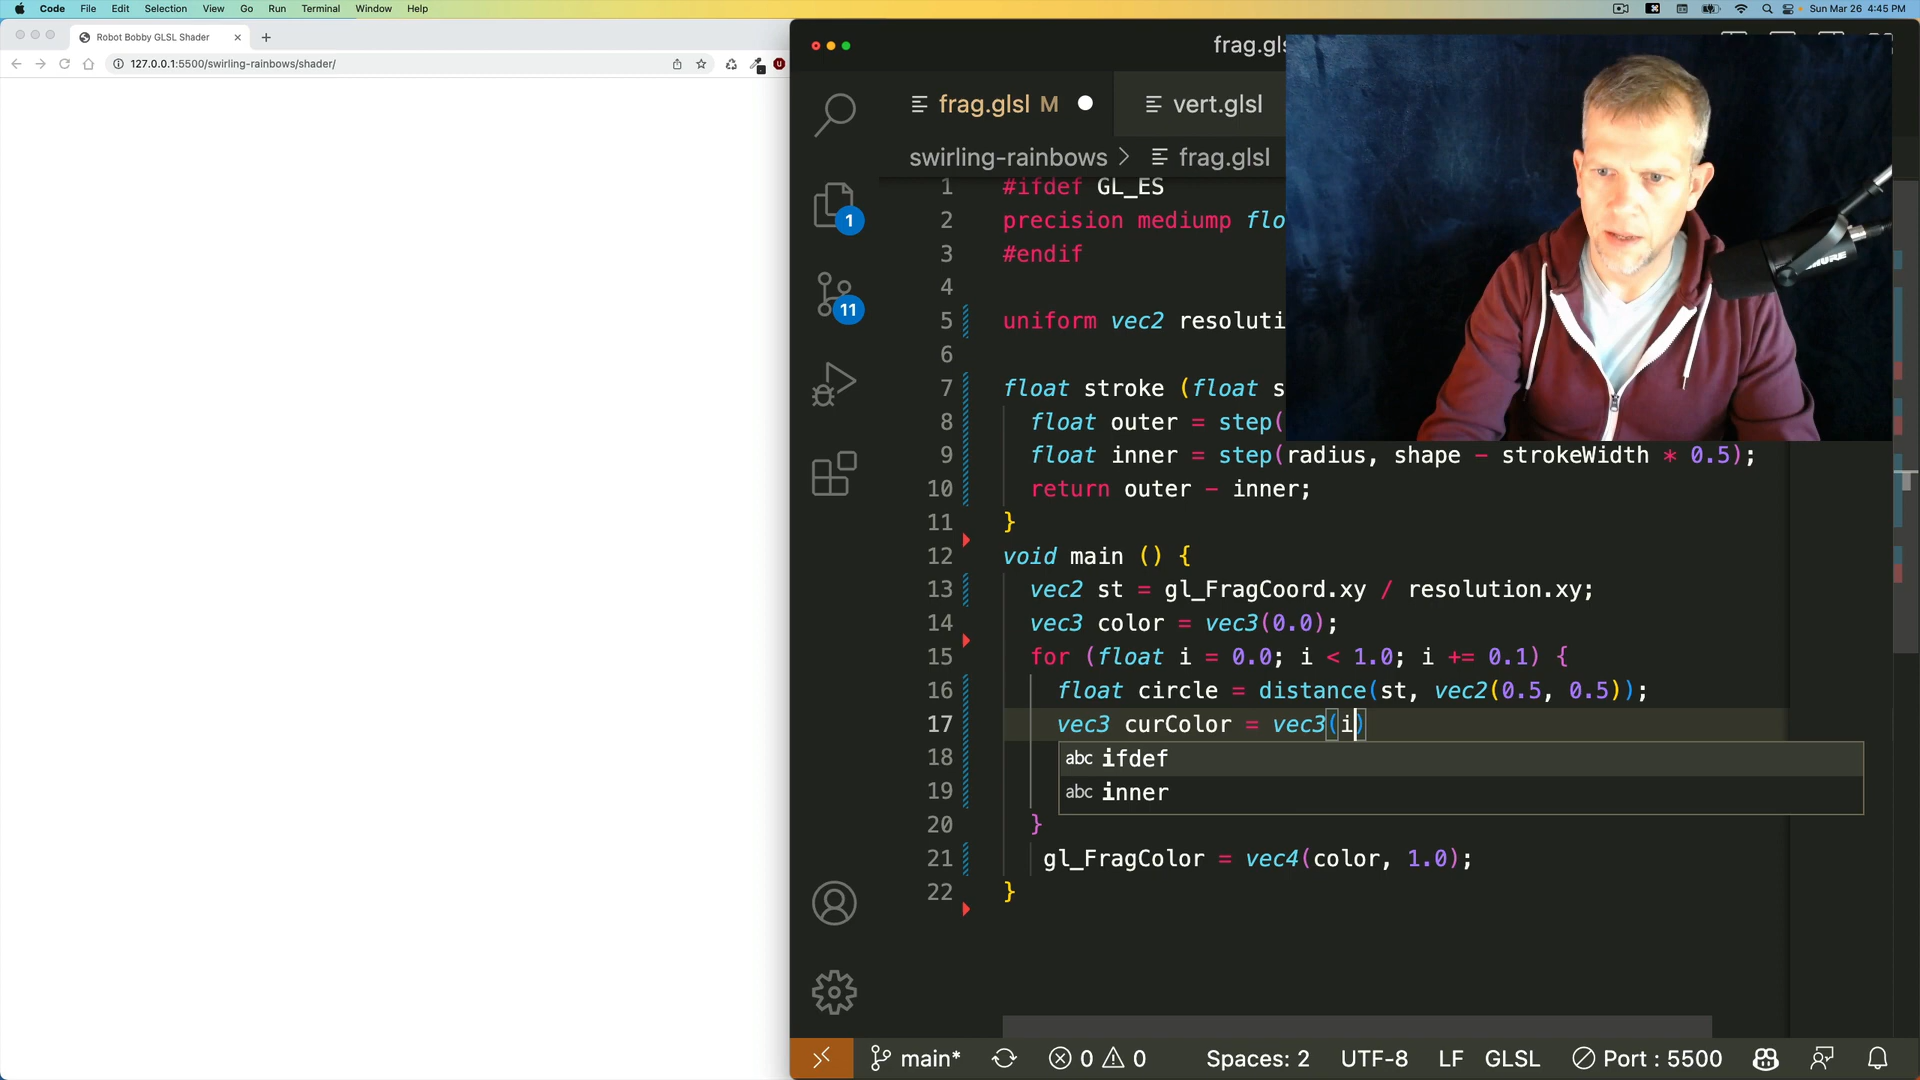 Code File Edit Selection View Go Run Terminal Window Help
Sun Mar 26 4:45 PM
Robot Bobby GLSL Shader
127.0.0.1:5500/swirling-rainbows/shader/
frag.gls
frag.glsl M
vert.glsl
swirling-rainbows > frag.glsl
1 #ifdef GL_ES
2 precision mediump flo
3 #endif
4
5 uniform vec2 resoluti
6
7 float stroke (float s
8 float outer = step(
9 float inner = step(radius, shape - strokeWidth * 0.5);
10 return outer - inner;
11 }
12 void main () {
13 vec2 st = gl_FragCoord.xy / resolution.xy;
14 vec3 color = vec3(0.0);
15 for (float i = 0.0; i < 1.0; i += 0.1) {
16 float circle = distance(st, vec2(0.5, 0.5));
17 vec3 curColor = vec3(i)
18 abc ifdef
19 abc inner
20 }
21 gl_FragColor = vec4(color, 1.0);
22 }
1
11
SHURE
main* 0 0 Spaces: 2 UTF-8 LF GLSL Port : 5500